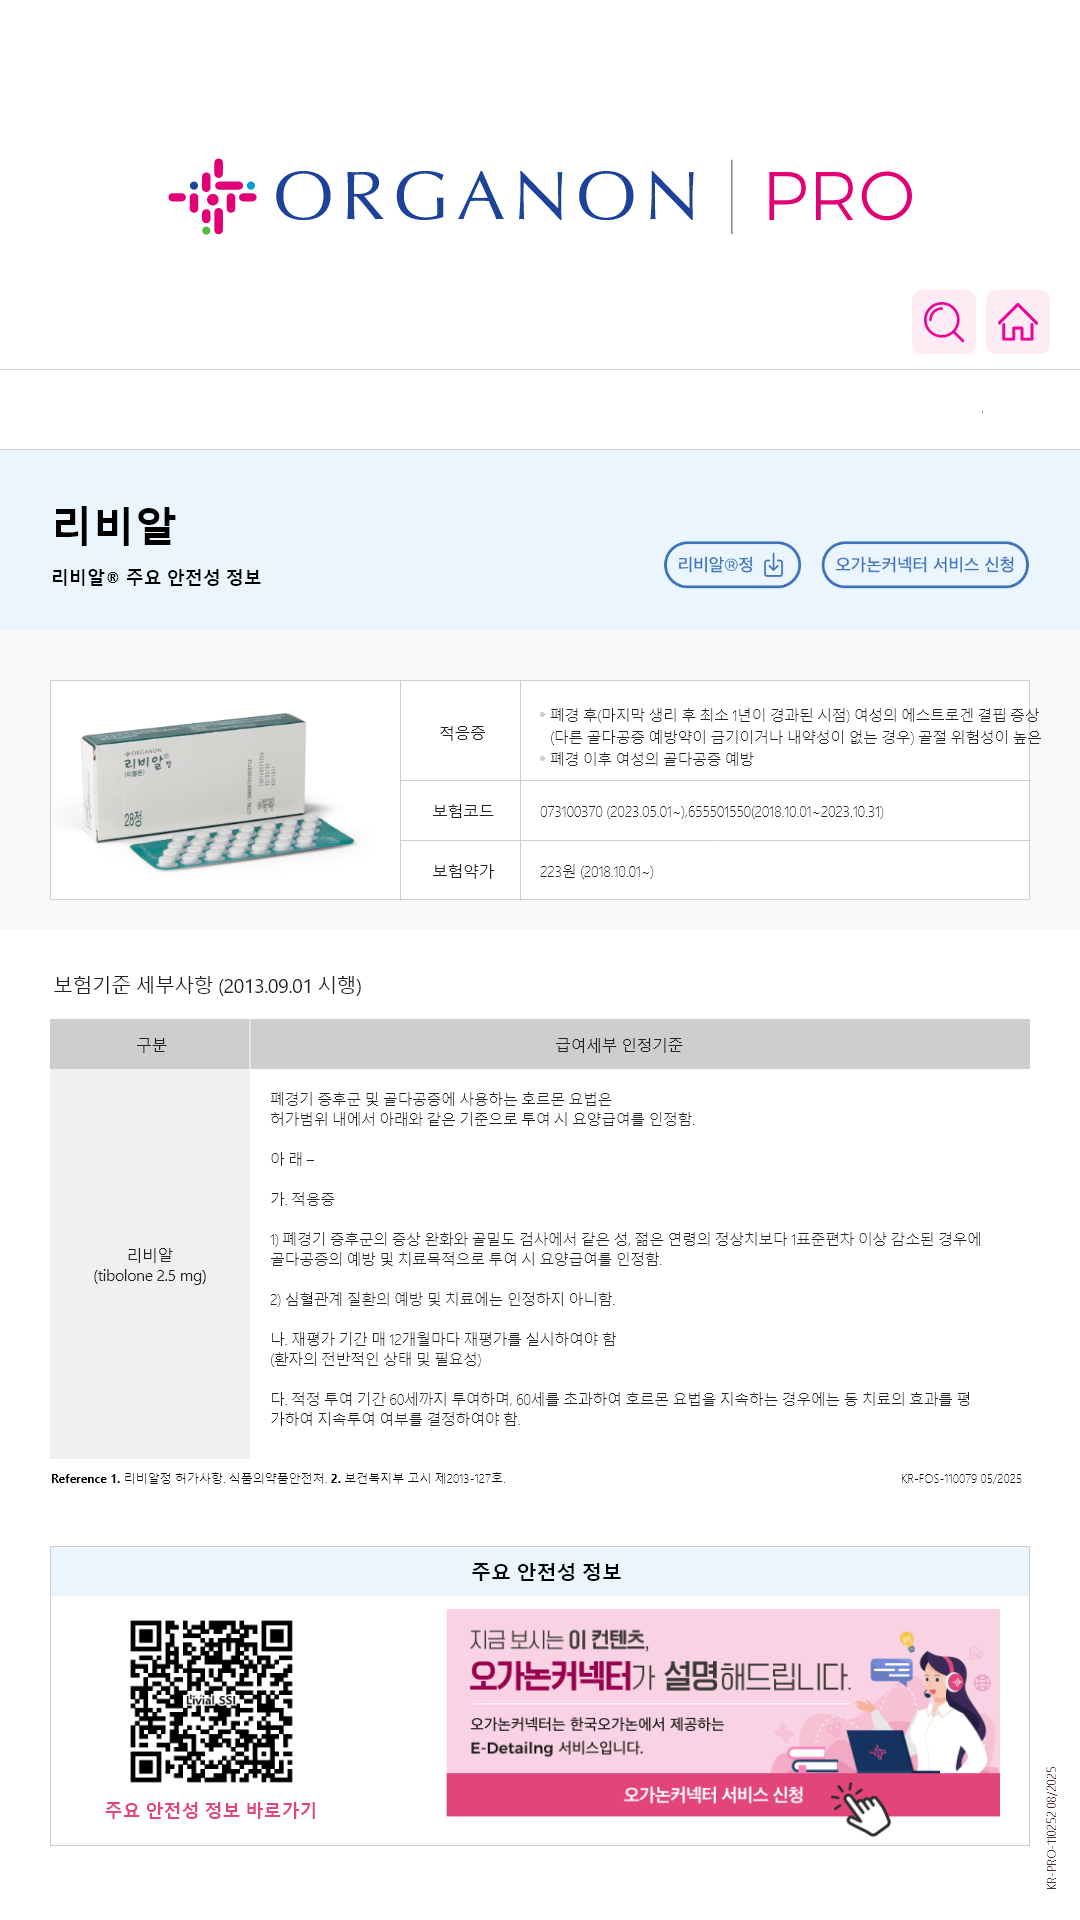 ORGANON | PRO
리비알
리비알® 주요 안전성 정보
리비알®정
오가논커넥터 서비스 신청
ORGANON
리비알®정
(티볼론)
28정
적응증
폐경 후(마지막 생리 후 최소 1년이 경과된 시점) 여성의 에스트로겐 결핍 증상
(다른 골다공증 예방약이 금기이거나 내약성이 없는 경우) 골절 위험성이 높은
폐경 이후 여성의 골다공증 예방
보험코드
073100370 (2023.05.01~),655501550(2018.10.01~2023.10.31)
보험약가
223원 (2018.10.01~)
보험기준 세부사항 (2013.09.01 시행)
구분
급여세부 인정기준
리비알
(tibolone 2.5 mg)
폐경기 증후군 및 골다공증에 사용하는 호르몬 요법은
허가범위 내에서 아래와 같은 기준으로 투여 시 요양급여를 인정함.
아 래 –
가. 적응증
1) 폐경기 증후군의 증상 완화와 골밀도 검사에서 같은 성, 젊은 연령의 정상치보다 1표준편차 이상 감소된 경우에
골다공증의 예방 및 치료목적으로 투여 시 요양급여를 인정함.
2) 심혈관계 질환의 예방 및 치료에는 인정하지 아니함.
나. 재평가 기간 매 12개월마다 재평가를 실시하여야 함
(환자의 전반적인 상태 및 필요성)
다. 적정 투여 기간 60세까지 투여하며, 60세를 초과하여 호르몬 요법을 지속하는 경우에는 동 치료의 효과를 평
가하여 지속투여 여부를 결정하여야 함.
Reference 1. 리비알정 허가사항. 식품의약품안전처. 2. 보건복지부 고시 제2013-127호.
KR-FOS-110079 05/2025
주요 안전성 정보
Livial SSI
주요 안전성 정보 바로가기
지금 보시는 이 컨텐츠,
오가논커넥터가 설명해드립니다.
오가논커넥터는 한국오가논에서 제공하는
E-Detailng 서비스입니다.
오가논커넥터 서비스 신청
KR-PRO-110252 08/2025